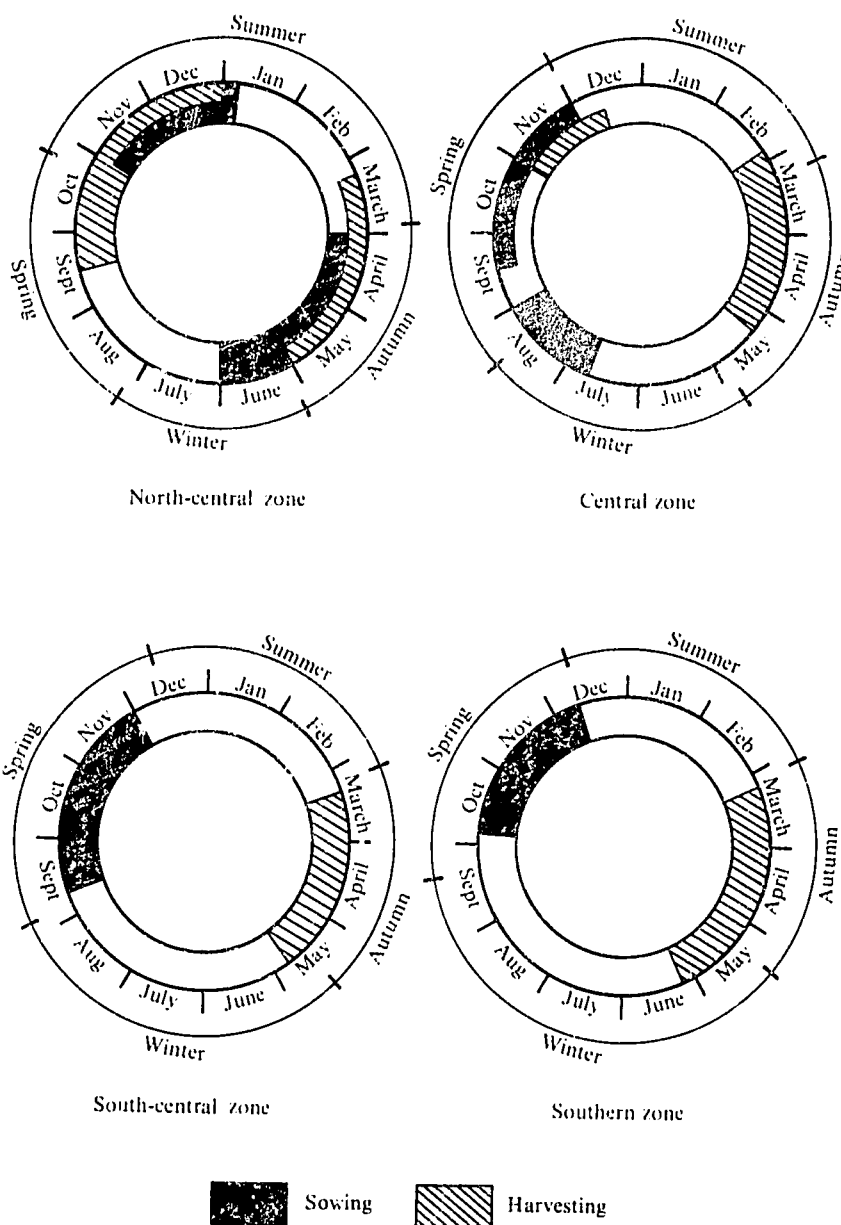 Summer
Jan
Feb
March
April
May
June
July
Aug
Sept
Oct
Nov
Dec
Spring
Autumn
Winter
North-central zone
Summer
Jan
Feb
March
April
May
June
July
Aug
Sept
Oct
Nov
Dec
Spring
Autumn
Winter
Central zone
Summer
Jan
Feb
March
April
May
June
July
Aug
Sept
Oct
Nov
Dec
Spring
Autumn
Winter
South-central zone
Summer
Jan
Feb
March
April
May
June
July
Aug
Sept
Oct
Nov
Dec
Spring
Autumn
Winter
Southern zone
Sowing
Harvesting